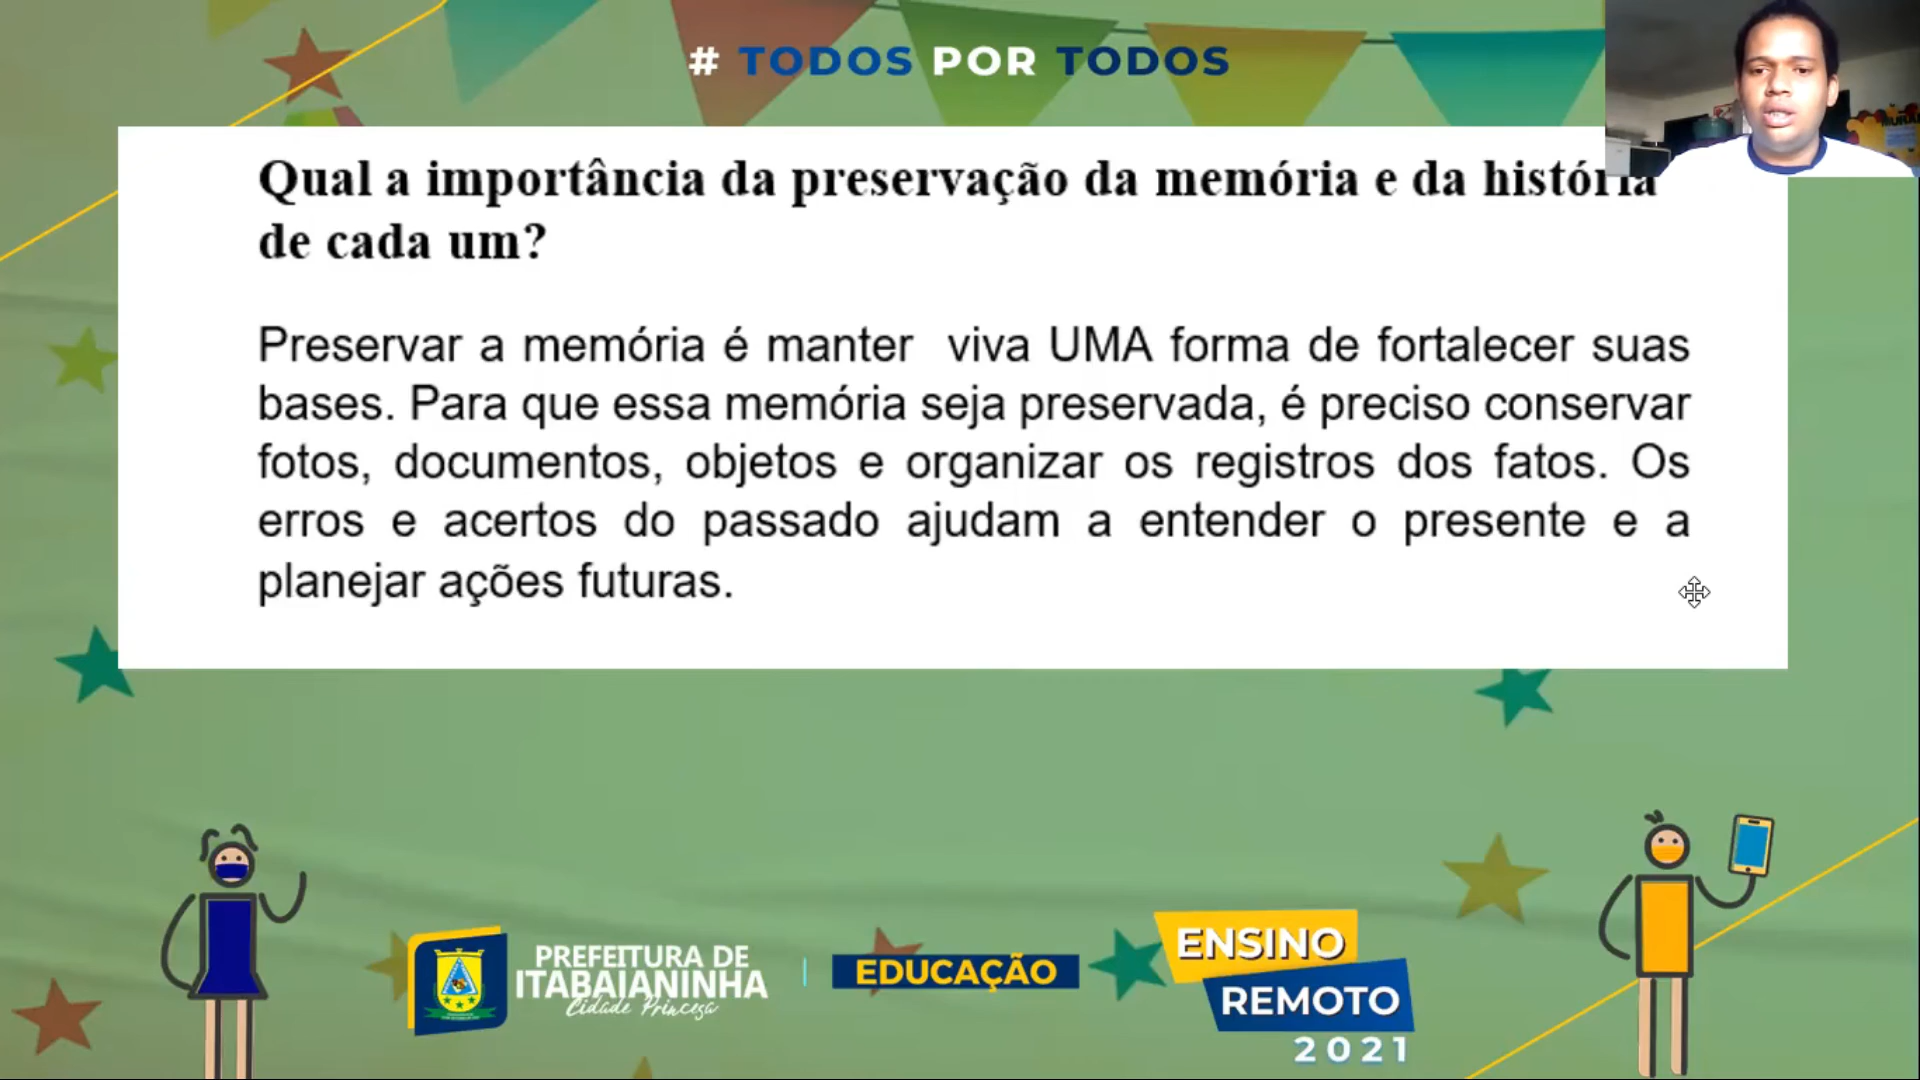 # TODOS POR TODOS
Qual a importância da preservação da memória e da história
de cada um?
Preservar a memória é manter viva UMA forma de fortalecer suas
bases. Para que essa memória seja preservada, é preciso conservar
fotos, documentos, objetos e organizar os registros dos fatos. Os
erros e acertos do passado ajudam a entender o presente e a
planejar ações futuras.
PREFEITURA DE
ITABAIANINHA
Cidade Princesa
EDUCAÇÃO
ENSINO
REMOTO
2021